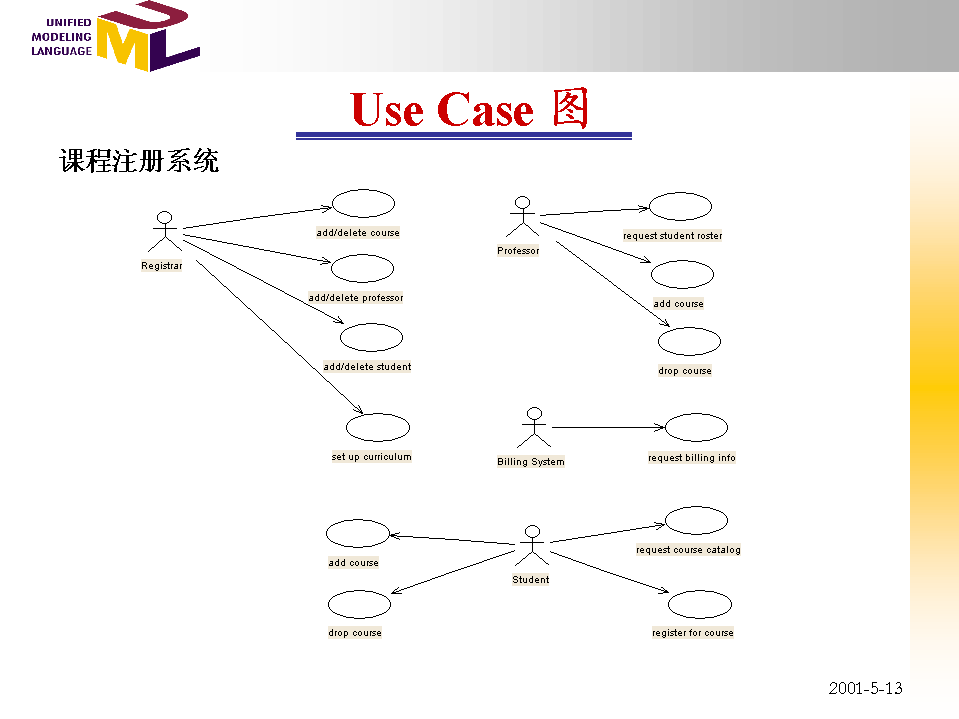 UNIFIED
MODELING
LANGUAGE
UML
Use Case 图
课程注册系统
Registrar
add/delete course
add/delete professor
add/delete student
set up curriculum
Professor
request student roster
add course
drop course
Billing System
request billing info
Student
add course
drop course
request course catalog
register for course
2001-5-13